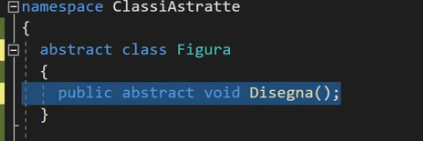 namespace ClassiAstratte
{
abstract class Figura
{
public abstract void Disegna();
}